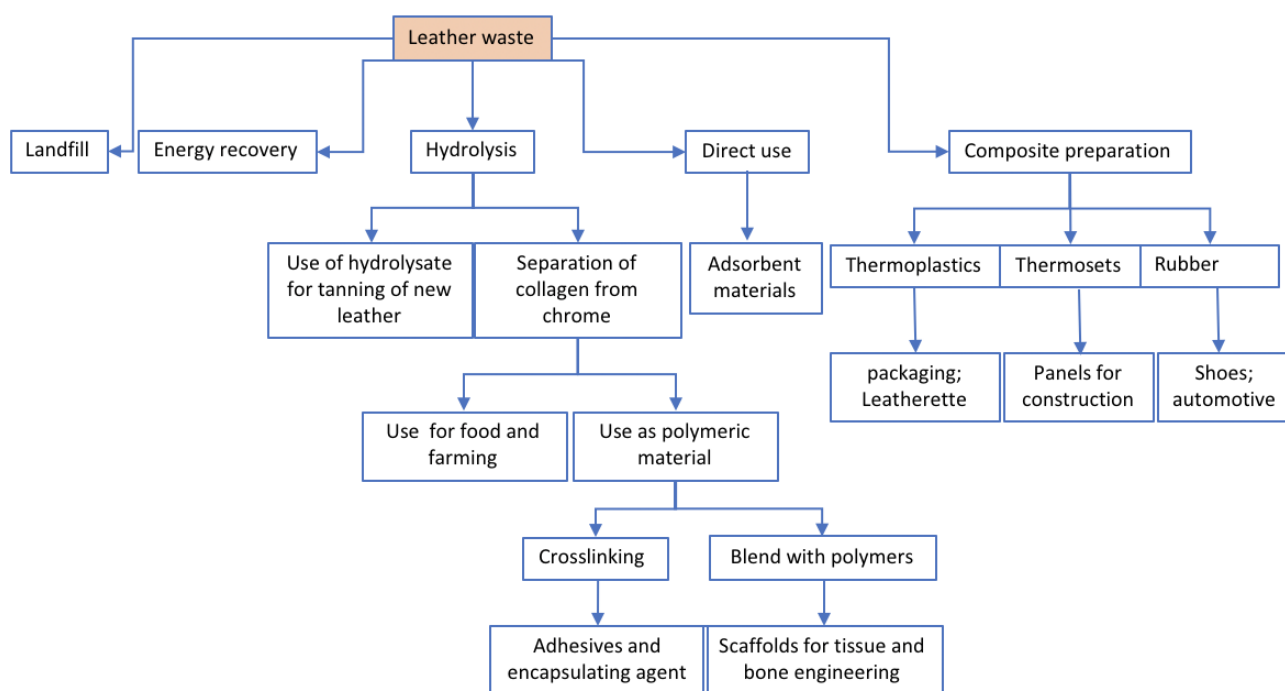 Leather waste
Landfill
Energy recovery
Hydrolysis
Direct use
Composite preparation
Use of hydrolysate
for tanning of new
leather
Separation of
collagen from
chrome
Adsorbent
materials
Thermoplastics
Thermosets
Rubber
packaging;
Leatherette
Panels for
construction
Shoes;
automotive
Use for food and
farming
Use as polymeric
material
Crosslinking
Blend with polymers
Adhesives and
encapsulating agent
Scaffolds for tissue and
bone engineering